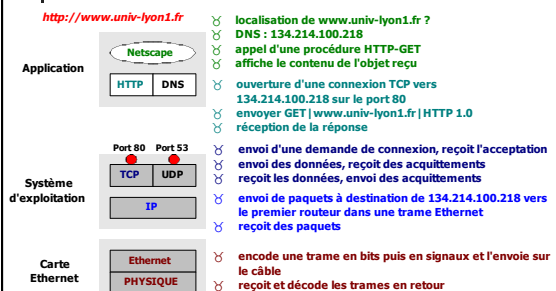 http://www.univ-lyon1.fr
localisation de www.univ-lyon1.fr ?
DNS : 134.214.100.218
appel d'une procédure HTTP-GET
affiche le contenu de l'objet reçu
Application
Netscape
HTTP
DNS
ouverture d'une connexion TCP vers
134.214.100.218 sur le port 80
envoyer GET|www.univ-lyon1.fr|HTTP 1.0
réception de la réponse
Port 80
Port 53
TCP
UDP
IP
Système
d'exploitation
envoi d'une demande de connexion, reçoit l'acceptation
envoi des données, reçoit des acquittements
reçoit les données, envoi des acquittements
envoi de paquets à destination de 134.214.100.218 vers
le premier routeur dans une trame Ethernet
reçoit des paquets
Carte
Ethernet
Ethernet
PHYSIQUE
encode une trame en bits puis en signaux et l'envoie sur
le câble
reçoit et décode les trames en retour